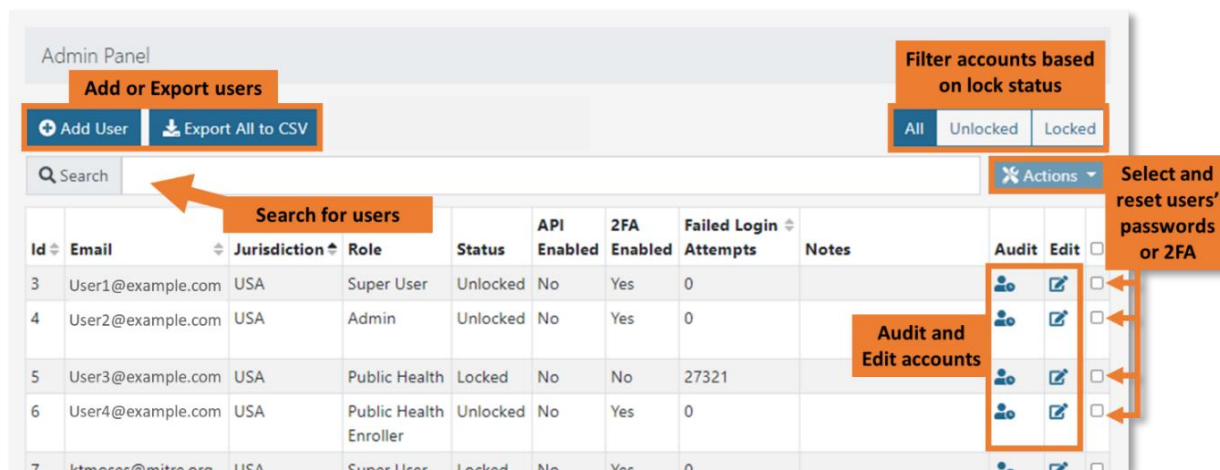 Admin Panel
Filter accounts based
on lock status
Add or Export users
Add User
Export All to CSV
All
Unlocked
Locked
Search
Actions
Select and
reset users’
passwords
or 2FA
Search for users
Id Email Jurisdiction Role Status API Enabled 2FA Enabled Failed Login Attempts Notes Audit Edit
3 User1@example.com USA Super User Unlocked No Yes 0
4 User2@example.com USA Admin Unlocked No Yes 0
Audit and
Edit accounts
5 User3@example.com USA Public Health Locked No No 27321
6 User4@example.com USA Public Health Unlocked No Yes 0
Enroller
7 ktmoses@mitre.org USA Super User Locked No Yes 0